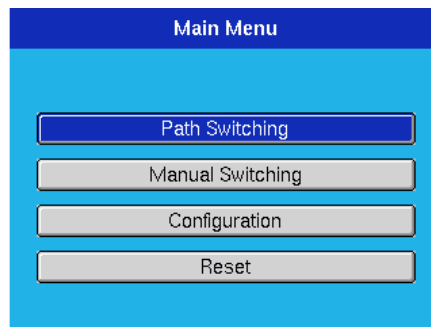 Main Menu
Path Switching
Manual Switching
Configuration
Reset